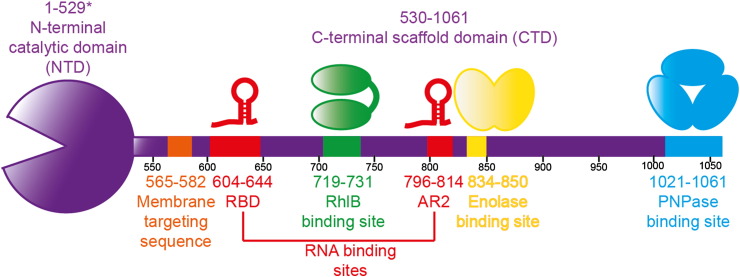 1-529*
N-terminal
catalytic domain
(NTD)
530-1061
C-terminal scaffold domain (CTD)
550 600 650 700 750 800 850 900 950 1000 1050
565-582
Membrane
targeting
sequence
604-644
RBD
719-731
RhlB
binding site
796-814
AR2
834-850
Enolase
binding site
1021-1061
PNPase
binding site
RNA binding
sites